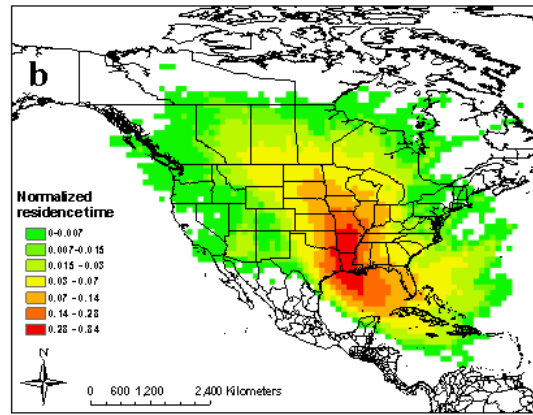 b
Normalized
residence time
0-0.007
0.007-0.015
0.015 -0.03
0.03 -0.07
0.07 - 0.14
0.14 - 0.28
0.28 - 0.84
N
0 600 1,200 2,400 Kilometers